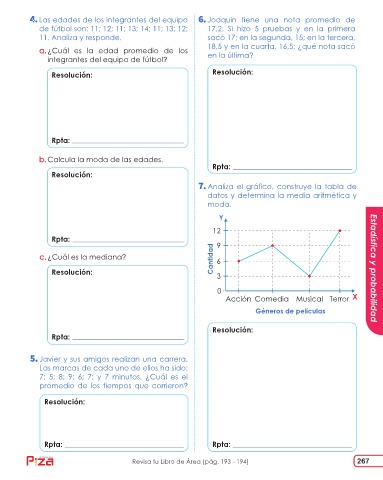 4. Las edades de los integrantes del equipo
de fútbol son: 11; 12; 11; 13; 14; 11; 13; 12;
11. Analiza y responde.
a. ¿Cuál es la edad promedio de los
integrantes del equipo de fútbol?
Resolución:
Rpta:
b. Calcula la moda de las edades.
Resolución:
Rpta:
c. ¿Cuál es la mediana?
Resolución:
Rpta:
5. Javier y sus amigos realizan una carrera.
Las marcas de cada uno de ellos ha sido:
7; 5; 8; 9; 6; 7; y 7 minutos. ¿Cuál es el
promedio de los tiempos que corrieron?
Resolución:
Rpta:
6. Joaquín tiene una nota promedio de
17,2. Si hizo 5 pruebas y en la primera
sacó 17; en la segunda, 15; en la tercera,
18,5 y en la cuarta, 16,5; ¿qué nota sacó
en la última?
Resolución:
Rpta:
7. Analiza el gráfico, construye la tabla de
datos y determina la media aritmética y
moda.
Y
12
9
6
3
0
Cantidad
Acción Comedia Musical Terror X
Géneros de películas
Resolución:
Rpta:
Estadística y probabilidad
Revisa tu Libro de Área (pág. 193 - 194)
267